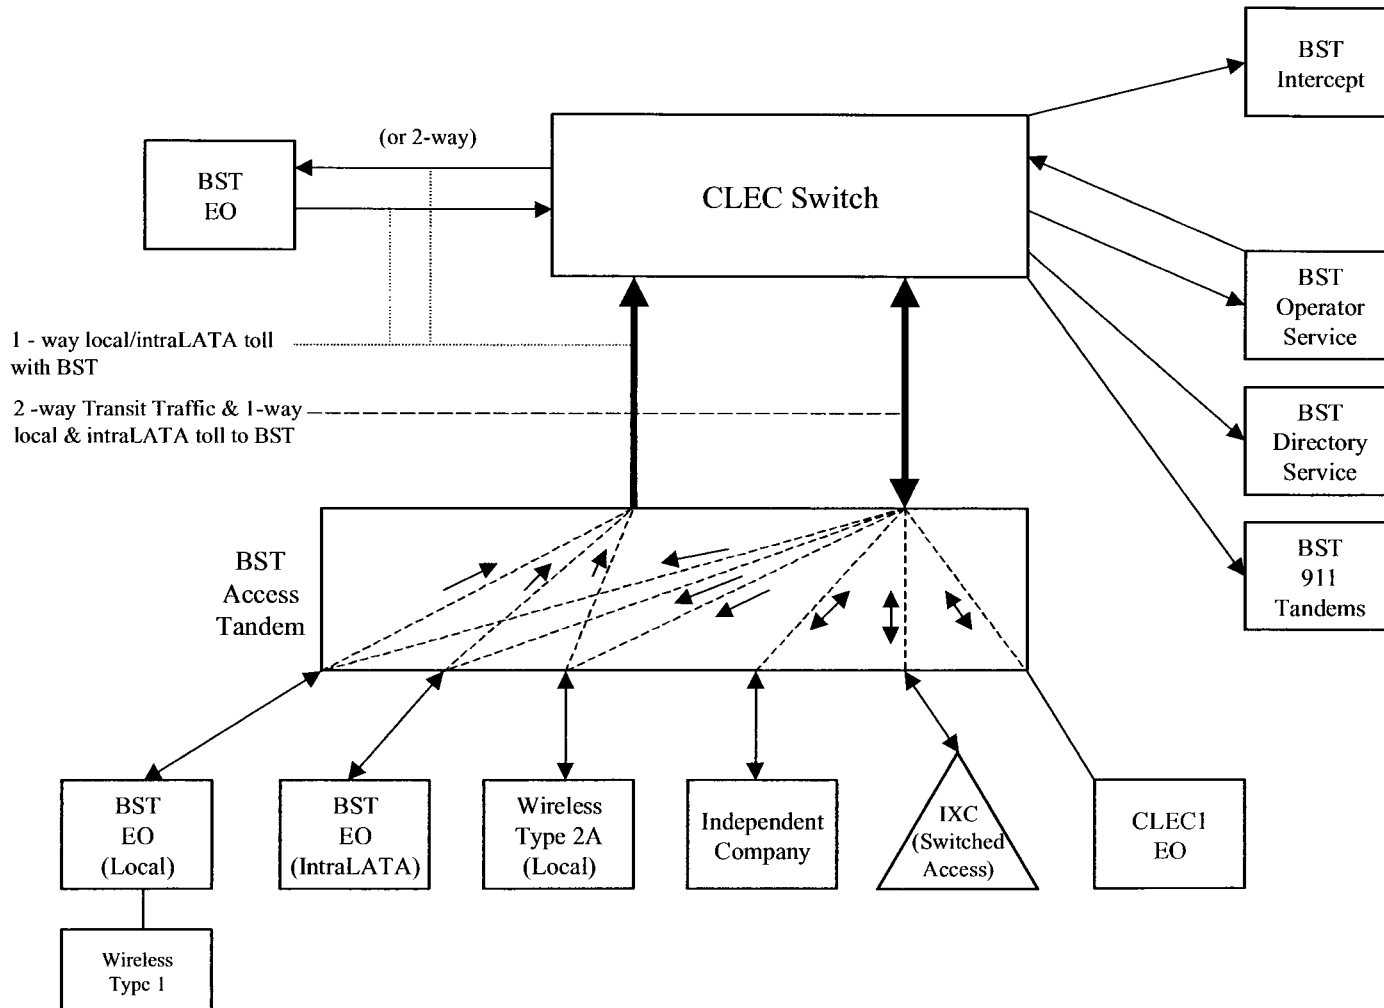 BST
Intercept
(or 2-way)
BST
EO
CLEC Switch
BST
Operator
Service
1 - way local/intraLATA toll
with BST
2 -way Transit Traffic & 1-way
local & intraLATA toll to BST
BST
Directory
Service
BST
Access
Tandem
BST
911
Tandems
BST
EO
(Local)
BST
EO
(IntraLATA)
Wireless
Type 2A
(Local)
Independent
Company
IXC
(Switched
Access)
CLEC1
EO
Wireless
Type 1